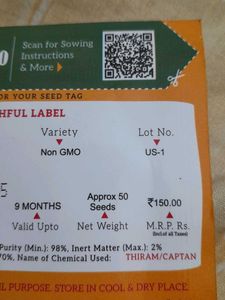 Scan for Sowing
Instructions
& More
OR YOUR SEED TAG
HFUL LABEL
Variety
Lot No.
Non GMO
US-1
9 MONTHS
Approx 50
Seeds
₹150.00
Valid Upto
Net Weight
M.R.P. Rs.
(Incl.of all Taxes)
Purity (Min.): 98%, Inert Matter (Max.): 2%
70%, Name of Chemical Used: THIRAM/CAPTAN
L PURPOSE. STORE IN COOL & DRY PLACE